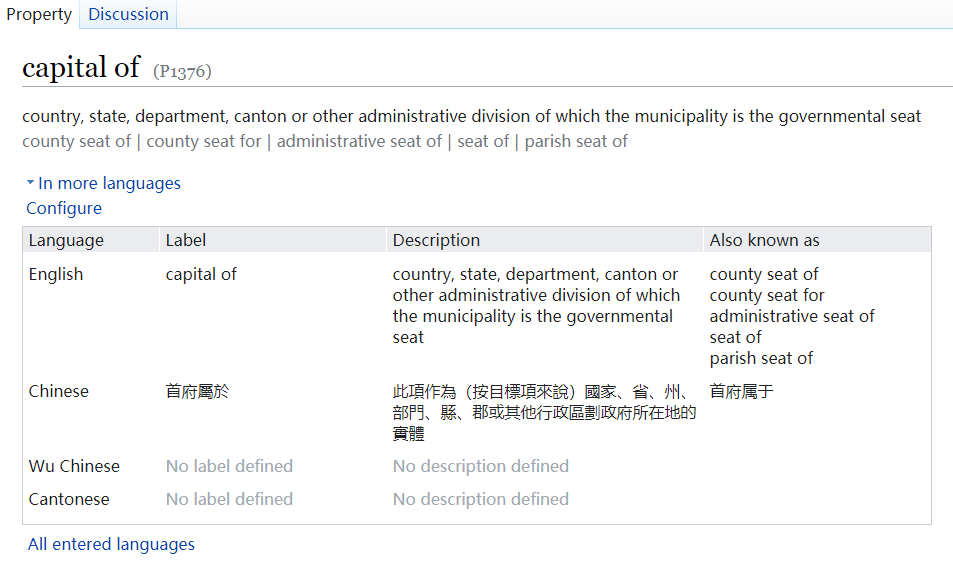 Property Discussion
capital of (P1376)
country, state, department, canton or other administrative division of which the municipality is the governmental seat
county seat of | county seat for | administrative seat of | seat of | parish seat of
In more languages
Configure
Language Label Description Also known as
English capital of country, state, department, canton or county seat of
other administrative division of which county seat for
the municipality is the governmental administrative seat of
seat seat of
parish seat of
Chinese 首府屬於 此項作為（按目標項來說）國家、省、州、 首府属于
部門、縣、郡或其他行政區劃政府所在地的
實體
Wu Chinese No label defined No description defined
Cantonese No label defined No description defined
All entered languages